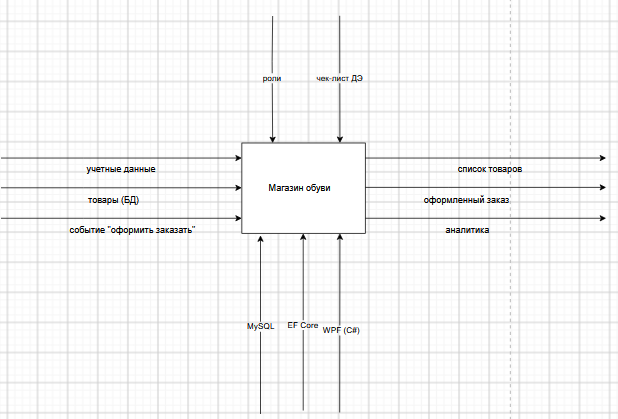 роли
чек-лист ДЭ
учетные данные
товары (БД)
событие "оформить заказать"
Магазин обуви
список товаров
оформленный заказ
аналитика
MySQL
EF Core
WPF (C#)